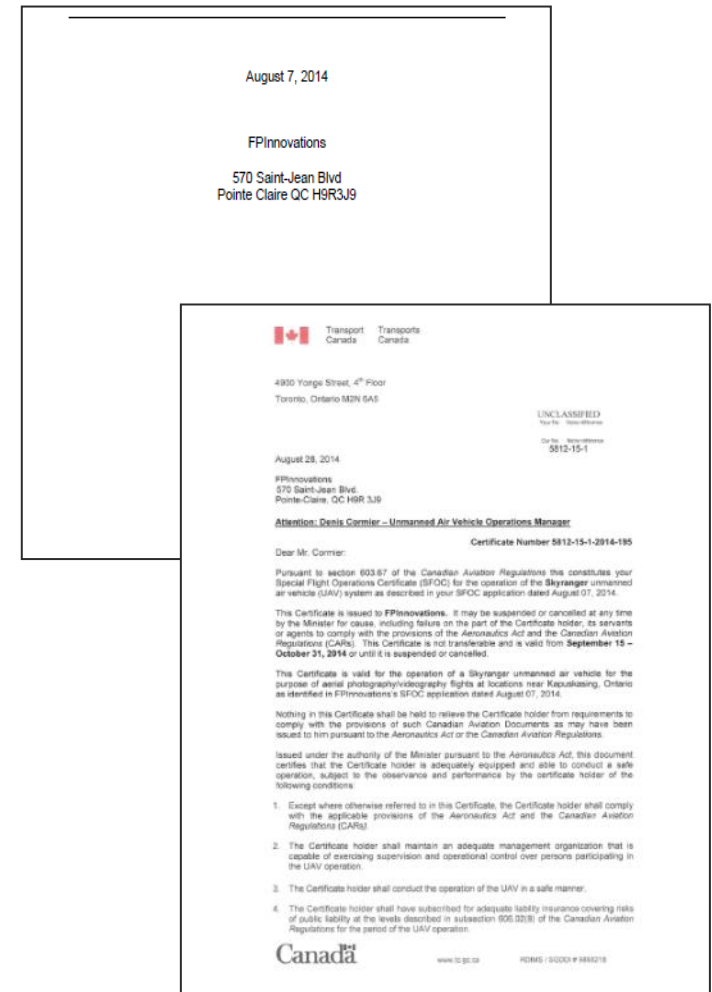 August 7, 2014
FPInnovations
570 Saint-Jean Blvd
Pointe Claire QC H9R3J9
Transport Transports
Canada Canada
4900 Yonge Street, 4th Floor
Toronto, Ontario M2N 6A5
UNCLASSIFIED
5812-15-1
August 28, 2014
FPInnovations
570 Saint-Jean Blvd.
Pointe-Claire, QC H9R 3J9
Attention: Denis Cormier – Unmanned Air Vehicle Operations Manager
Certificate Number 5812-15-1-2014-195
Dear Mr. Cormier:
Pursuant to section 603.67 of the Canadian Aviation Regulations this constitutes your
Special Flight Operations Certificate (SFOC) for the operation of the Skyranger unmanned
air vehicle (UAV) system as described in your SFOC application dated August 07, 2014.
This Certificate is issued to FPInnovations. It may be suspended or cancelled at any time
by the Minister for cause, including failure on the part of the Certificate holder, its servants
or agents to comply with the provisions of the Aeronautics Act and the Canadian Aviation
Regulations (CARs). This Certificate is not transferable and is valid from September 15 –
October 31, 2014 or until it is suspended or cancelled.
This Certificate is valid for the operation of a Skyranger unmanned air vehicle for the
purpose of aerial photography/videography flights at locations near Kapuskasing, Ontario
as identified in FPInnovations's SFOC application dated August 07, 2014.
Nothing in this Certificate shall be held to relieve the Certificate holder from requirements to
comply with the provisions of such Canadian Aviation Documents as may have been
issued to him pursuant to the Aeronautics Act or the Canadian Aviation Regulations.
Issued under the authority of the Minister pursuant to the Aeronautics Act, this document
certifies that the Certificate holder is adequately equipped and able to conduct a safe
operation, subject to the observance and performance by the certificate holder of the
following conditions:
1. Except where otherwise referred to in this Certificate, the Certificate holder shall comply
with the applicable provisions of the Aeronautics Act and the Canadian Aviation
Regulations (CARs).
2. The Certificate holder shall maintain an adequate management organization that is
capable of exercising supervision and operational control over persons participating in
the UAV operation.
3. The Certificate holder shall conduct the operation of the UAV in a safe manner.
4. The Certificate holder shall have subscribed for adequate liability insurance covering risks
of public liability at the levels described in subsection 606.02(8) of the Canadian Aviation
Regulations for the period of the UAV operation.
Canada
www.tc.gc.ca